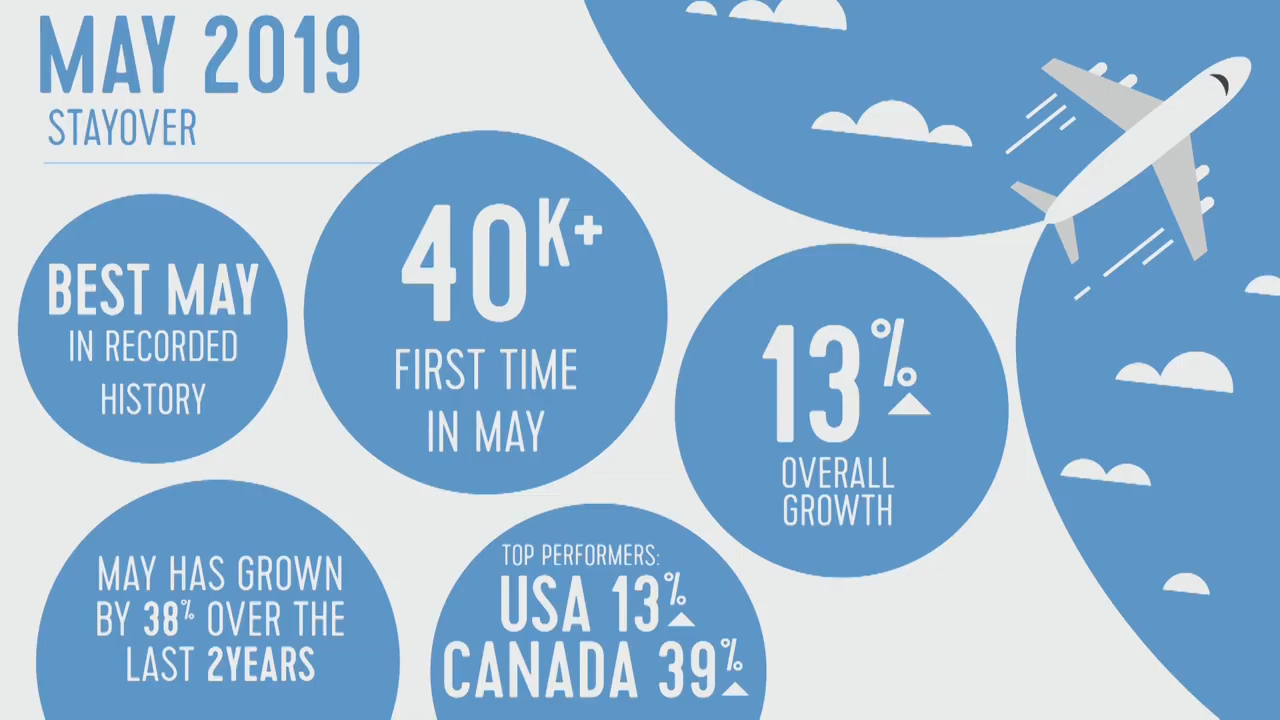 MAY 2019
STAYOVER
BEST MAY
IN RECORDED
HISTORY
40K+
FIRST TIME
IN MAY
13%
OVERALL
GROWTH
MAY HAS GROWN
BY 38% OVER THE
LAST 2YEARS
TOP PERFORMERS:
USA 13%
CANADA 39%